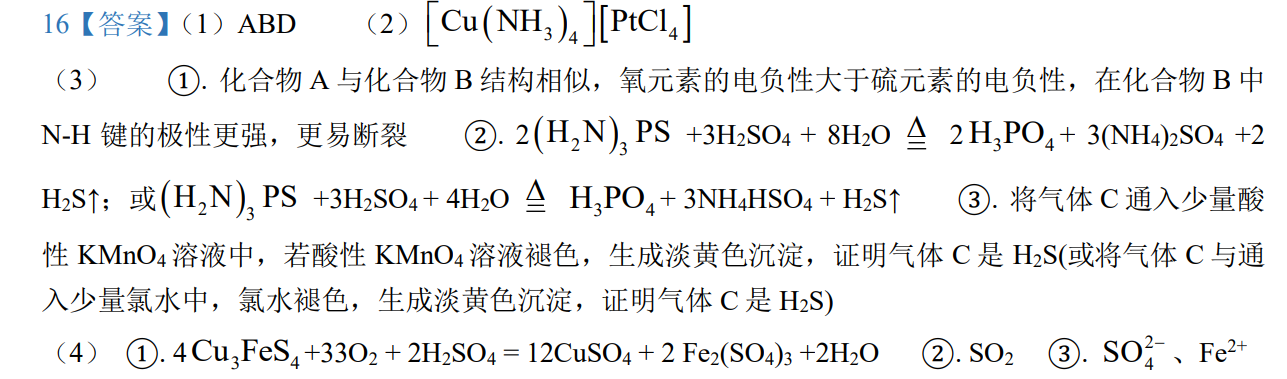 16【答案】（1）ABD （2）[Cu(NH₃)₄][PtCl₄]
（3） ①. 化合物 A 与化合物 B 结构相似，氧元素的电负性大于硫元素的电负性，在化合物 B 中
N-H 键的极性更强，更易断裂 ②. 2(H₂N)₃PS +3H₂SO₄ + 8H₂O ≜ 2H₃PO₄ + 3(NH4)₂SO₄ +2
H₂S↑；或(H₂N)₃PS +3H₂SO₄ + 4H₂O ≜ H₃PO₄ + 3NH₄HSO₄ + H₂S↑ ③. 将气体 C 通入少量酸
性 KMnO₄ 溶液中，若酸性 KMnO₄ 溶液褪色，生成淡黄色沉淀，证明气体 C 是 H₂S(或将气体 C 与通
入少量氯水中，氯水褪色，生成淡黄色沉淀，证明气体 C 是 H₂S)
（4） ①. 4Cu₃FeS₄+33O₂ + 2H₂SO₄ = 12CuSO₄ + 2 Fe₂(SO₄)₃ +2H₂O ②. SO₂ ③. SO₄²⁻、Fe²⁺